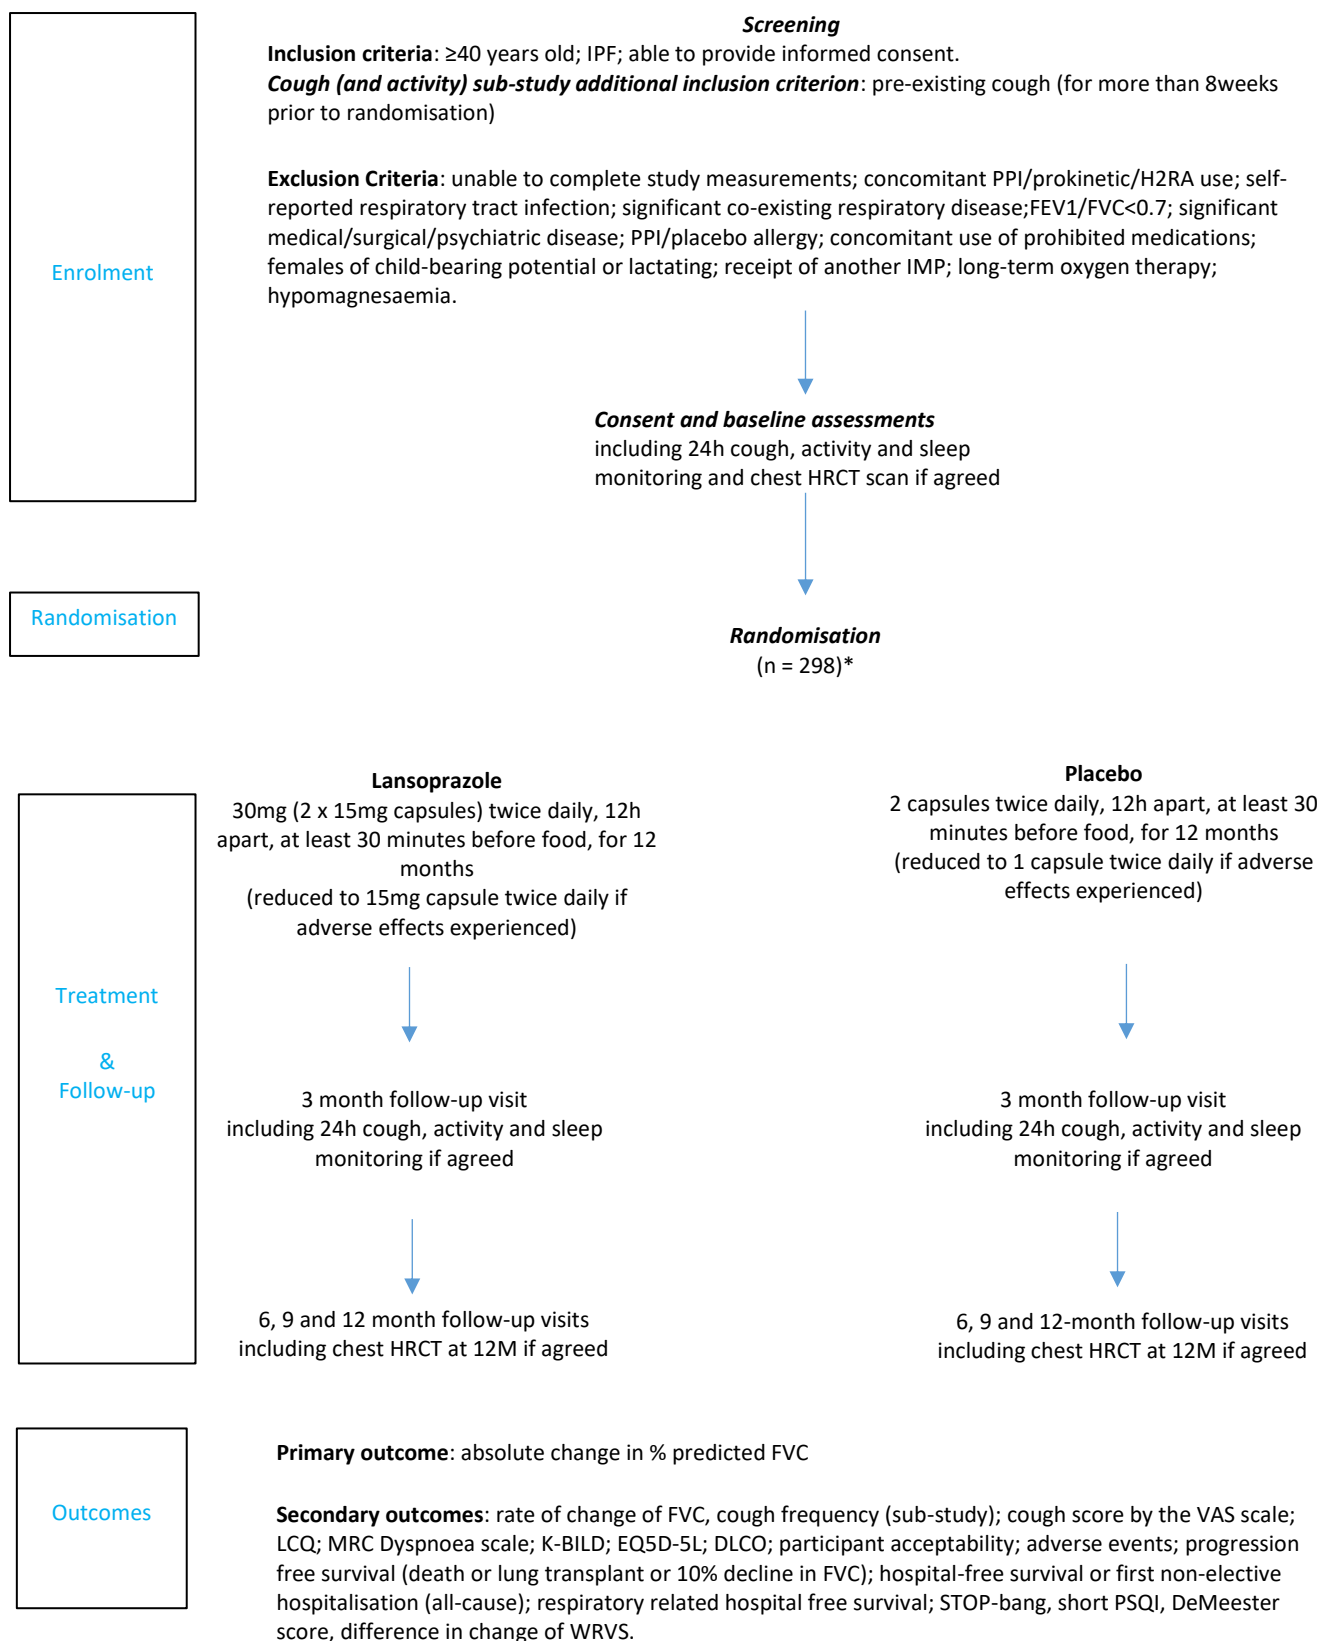 Screening
Inclusion criteria: ≥40 years old; IPF; able to provide informed consent.
Cough (and activity) sub-study additional inclusion criterion: pre-existing cough (for more than 8weeks
prior to randomisation)
Exclusion Criteria: unable to complete study measurements; concomitant PPI/prokinetic/H2RA use; self-
reported respiratory tract infection; significant co-existing respiratory disease;FEV1/FVC<0.7; significant
medical/surgical/psychiatric disease; PPI/placebo allergy; concomitant use of prohibited medications;
females of child-bearing potential or lactating; receipt of another IMP; long-term oxygen therapy;
hypomagnesaemia.
Enrolment
Consent and baseline assessments
including 24h cough, activity and sleep
monitoring and chest HRCT scan if agreed
Randomisation
Randomisation
(n = 298)*
Lansoprazole
30mg (2 x 15mg capsules) twice daily, 12h
apart, at least 30 minutes before food, for 12
months
(reduced to 15mg capsule twice daily if
adverse effects experienced)
Placebo
2 capsules twice daily, 12h apart, at least 30
minutes before food, for 12 months
(reduced to 1 capsule twice daily if adverse
effects experienced)
Treatment
&
Follow-up
3 month follow-up visit
including 24h cough, activity and sleep
monitoring if agreed
3 month follow-up visit
including 24h cough, activity and sleep
monitoring if agreed
6, 9 and 12 month follow-up visits
including chest HRCT at 12M if agreed
6, 9 and 12-month follow-up visits
including chest HRCT at 12M if agreed
Outcomes
Primary outcome: absolute change in % predicted FVC
Secondary outcomes: rate of change of FVC, cough frequency (sub-study); cough score by the VAS scale;
LCQ; MRC Dyspnoea scale; K-BILD; EQ5D-5L; DLCO; participant acceptability; adverse events; progression
free survival (death or lung transplant or 10% decline in FVC); hospital-free survival or first non-elective
hospitalisation (all-cause); respiratory related hospital free survival; STOP-bang, short PSQI, DeMeester
score, difference in change of WRVS.